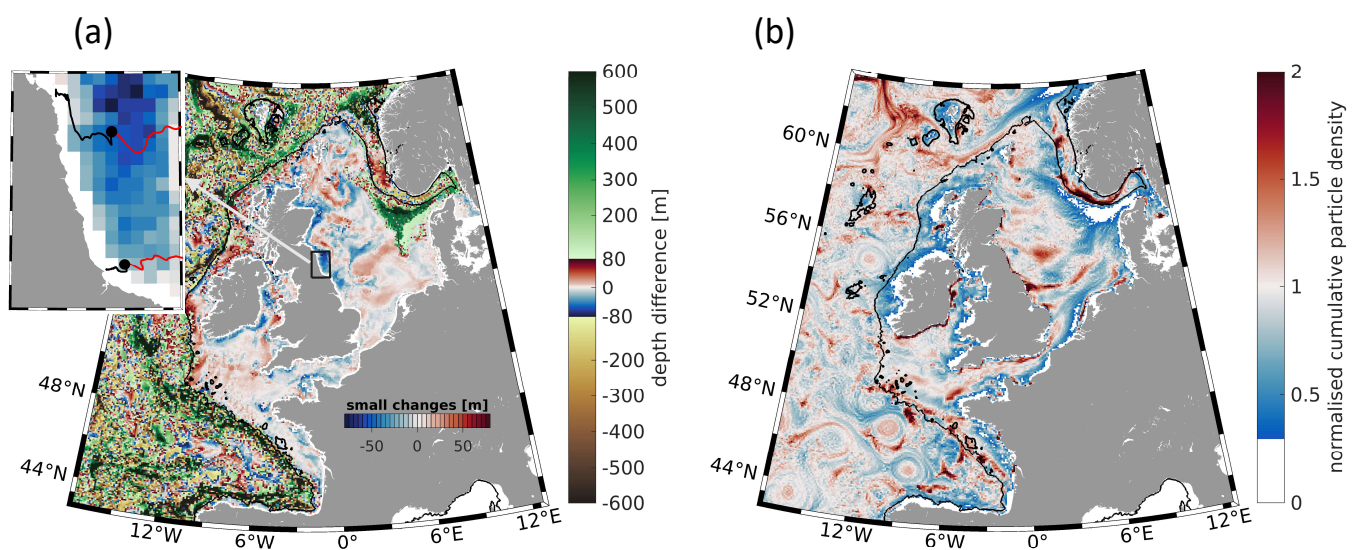 (a)
(b)
600
500
400
300
200
80
0
-80
-200
-300
-400
-500
-600
depth difference [m]
48°N
44°N
12°W
6°W
0°
6°E
12°E
small changes [m]
-50
0
50
60°N
56°N
52°N
48°N
44°N
12°W
6°W
0°
6°E
12°E
2
1.5
1
0.5
0
normalised cumulative particle density